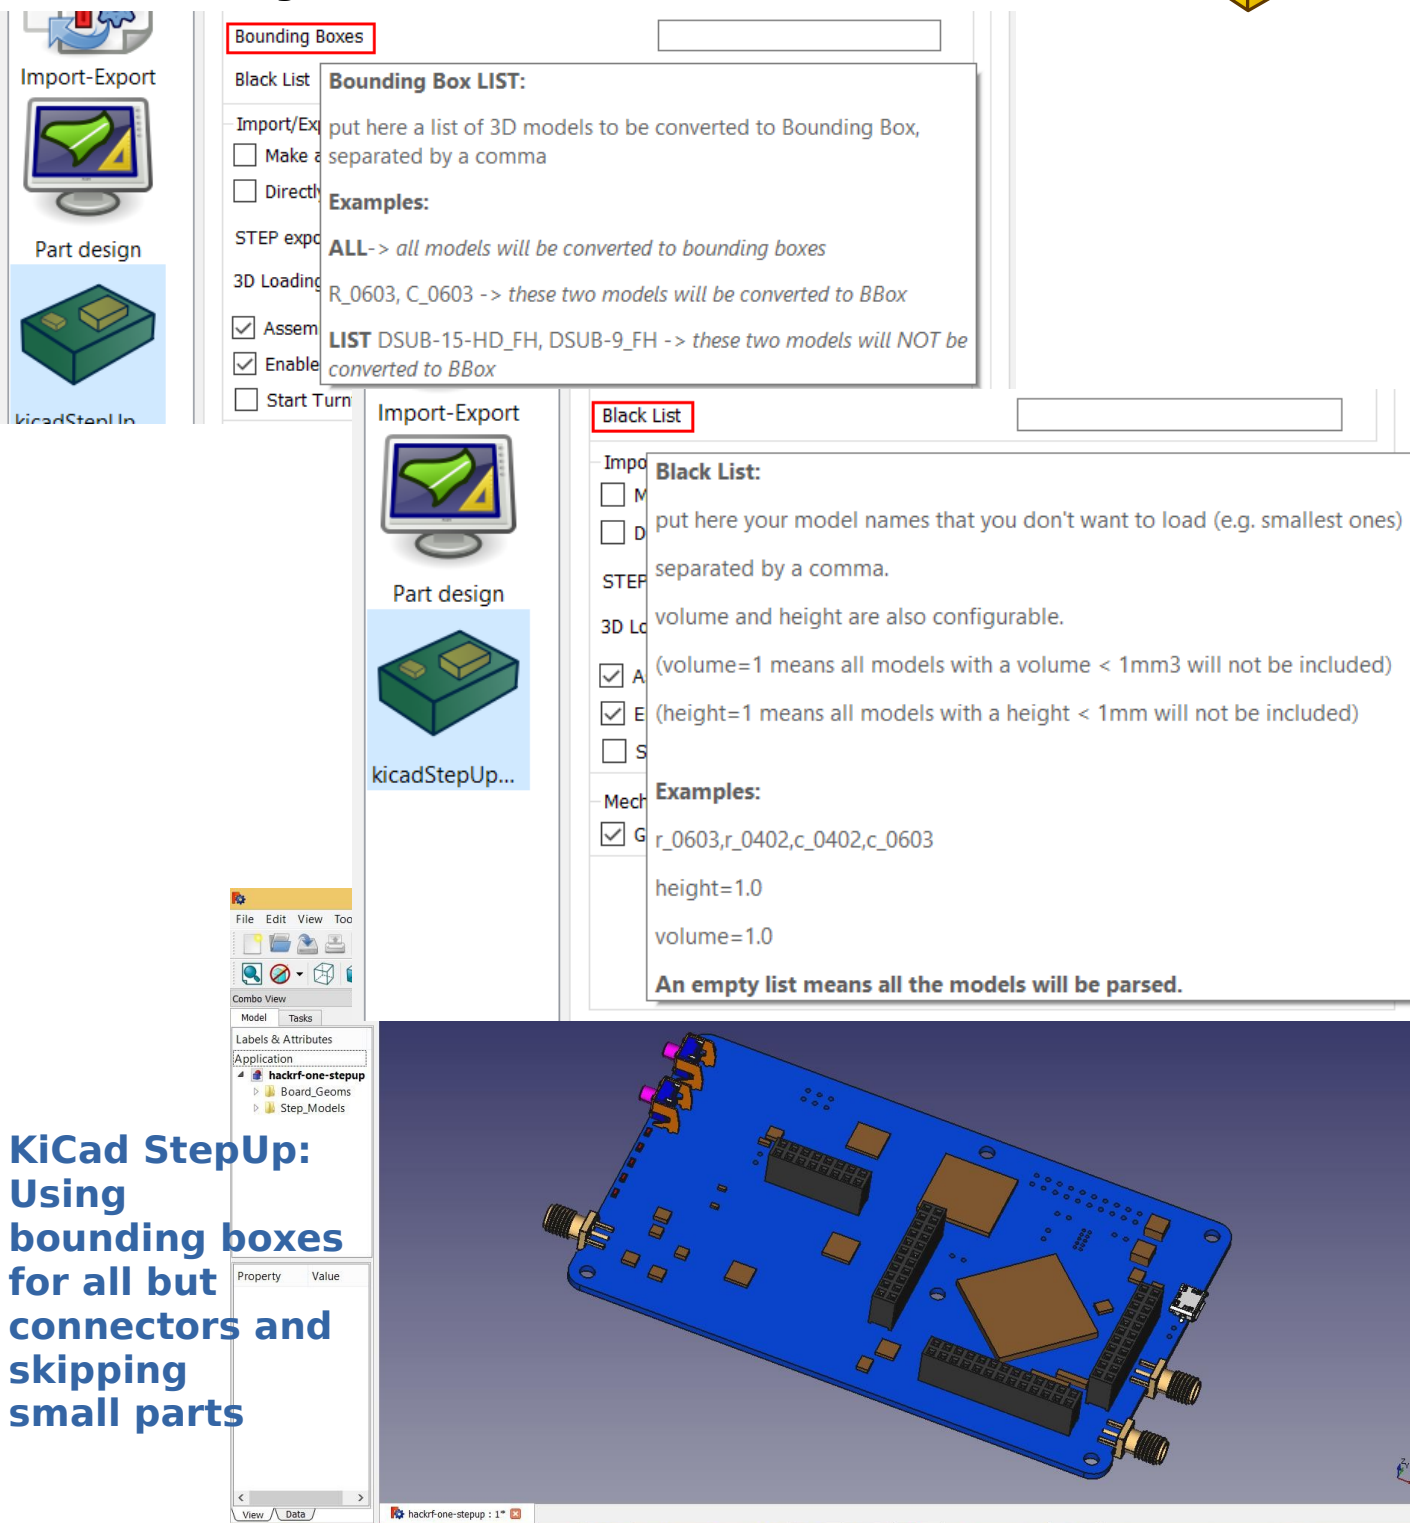 Import-Export
Part design
kicadStepUp
Bounding Boxes
Black List
Import/Exp
Make a
Directly
STEP expo
3D Loading
Assem
Enable
Start Turn
Bounding Box LIST:
put here a list of 3D models to be converted to Bounding Box,
separated by a comma
Examples:
ALL-> all models will be converted to bounding boxes
R_0603, C_0603 -> these two models will be converted to BBox
LIST DSUB-15-HD_FH, DSUB-9_FH -> these two models will NOT be
converted to BBox
Import-Export
Part design
kicadStepUp...
Black List
Impo
M
D
STEP
3D Lo
A
E
S
Mech
G
Black List:
put here your model names that you don't want to load (e.g. smallest ones)
separated by a comma.
volume and height are also configurable.
(volume=1 means all models with a volume < 1mm3 will not be included)
(height=1 means all models with a height < 1mm will not be included)
Examples:
r_0603,r_0402,c_0402,c_0603
height=1.0
volume=1.0
An empty list means all the models will be parsed.
File Edit View Too
Combo View
Model Tasks
Labels & Attributes
Application
hackrf-one-stepup
Board_Geoms
Step_Models
KiCad StepUp:
Using
bounding boxes
for all but
connectors and
skipping
small parts
Property Value
View Data
hackrf-one-stepup : 1*